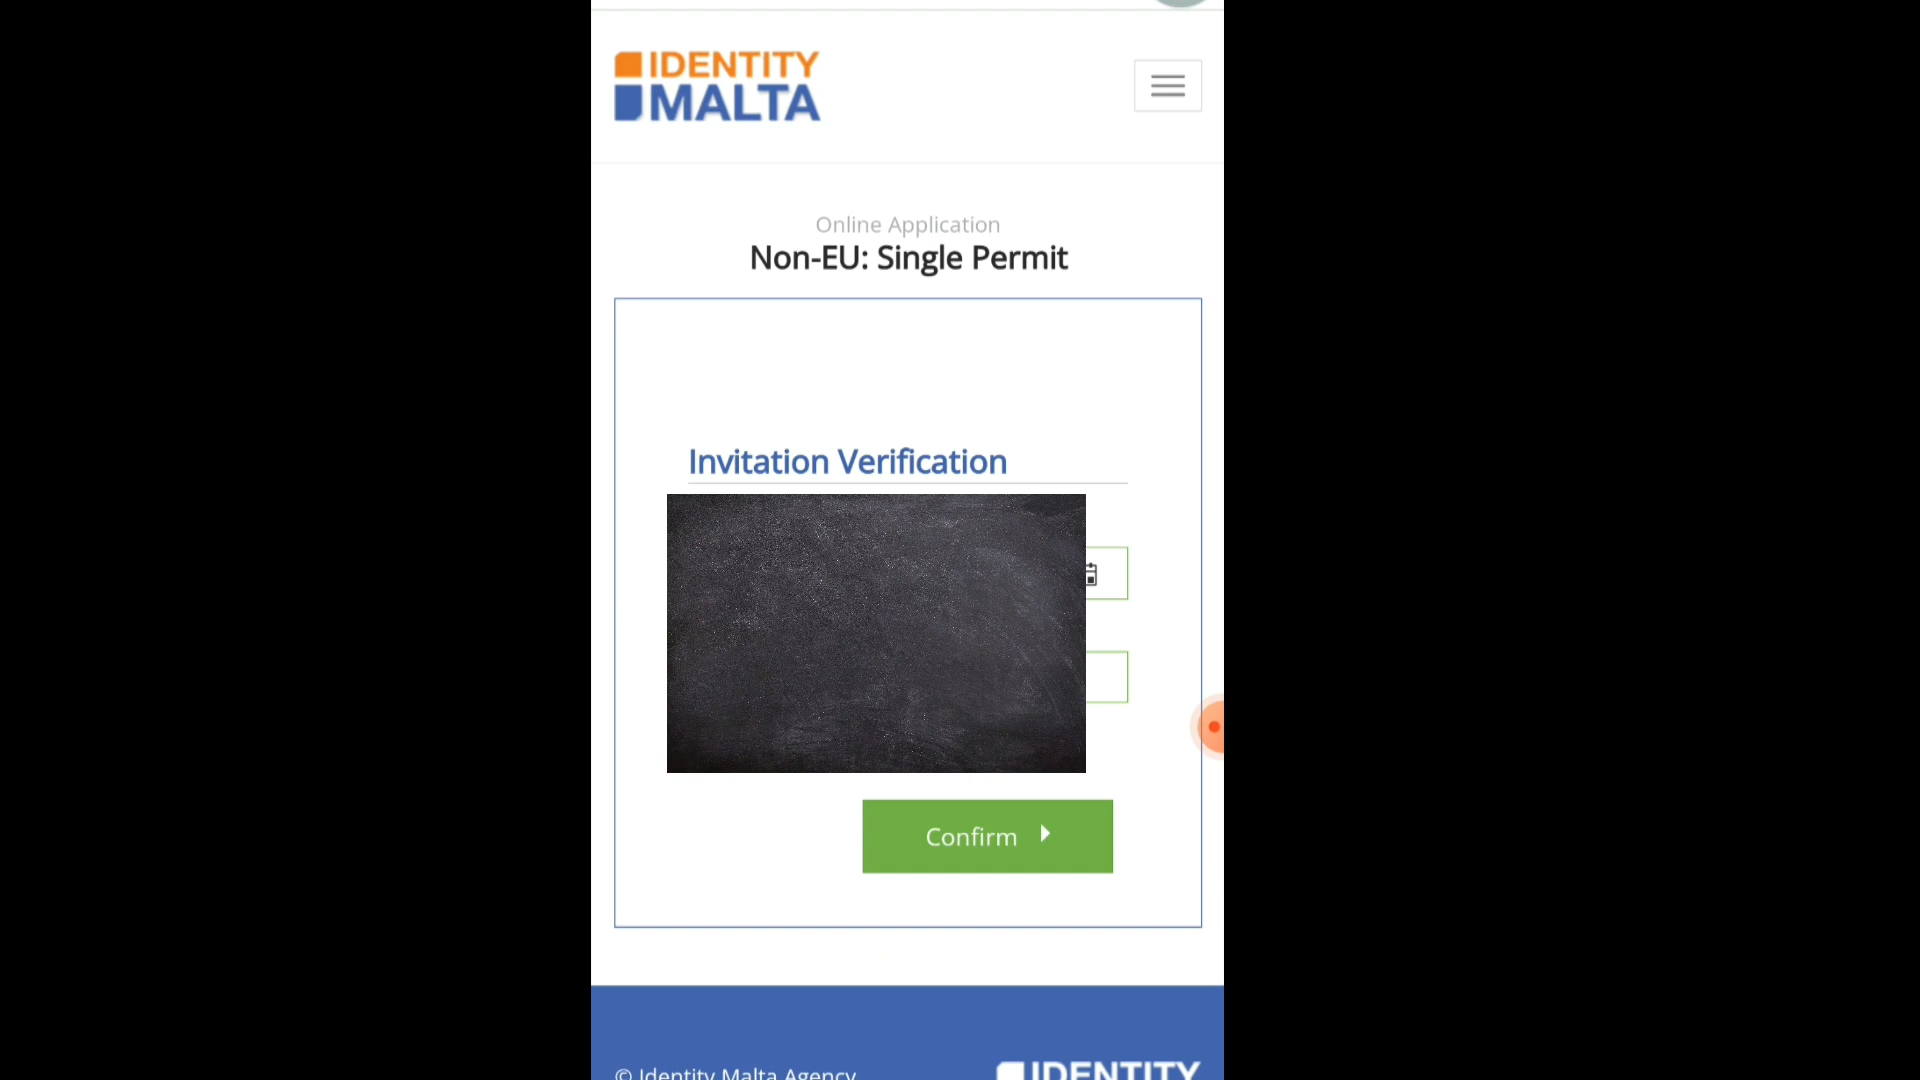 IDENTITY
MALTA
Online Application
Non-EU: Single Permit
Invitation Verification
Confirm
© Identity Malta Agency
IDENTITY